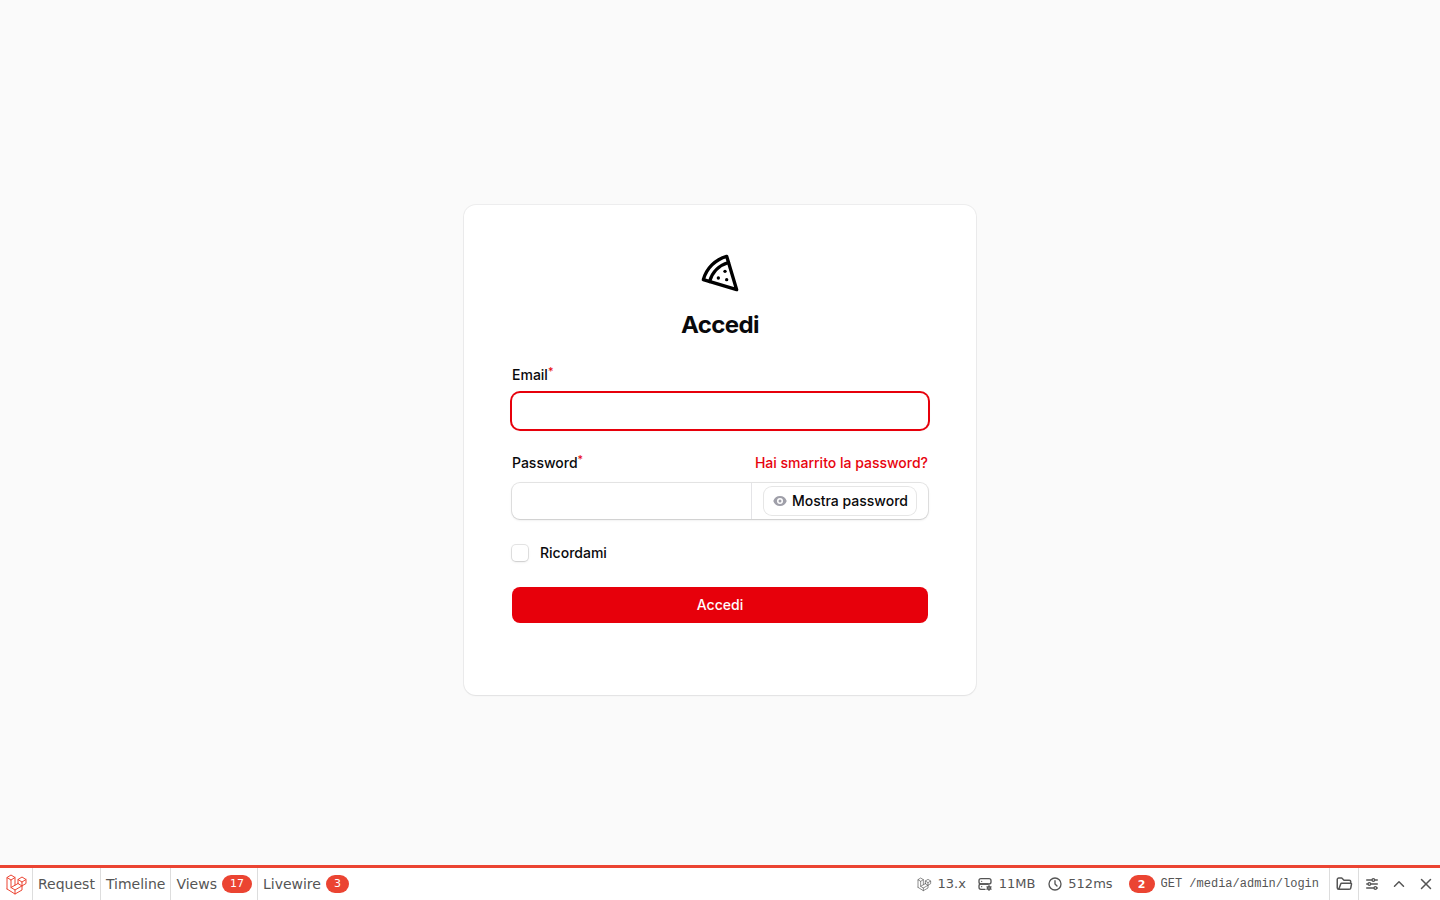 Accedi
Email*
Password*
Hai smarrito la password?
Mostra password
Ricordami
Accedi
Request Timeline Views 17 Livewire 3 13.x 11MB 512ms 2 GET /media/admin/login